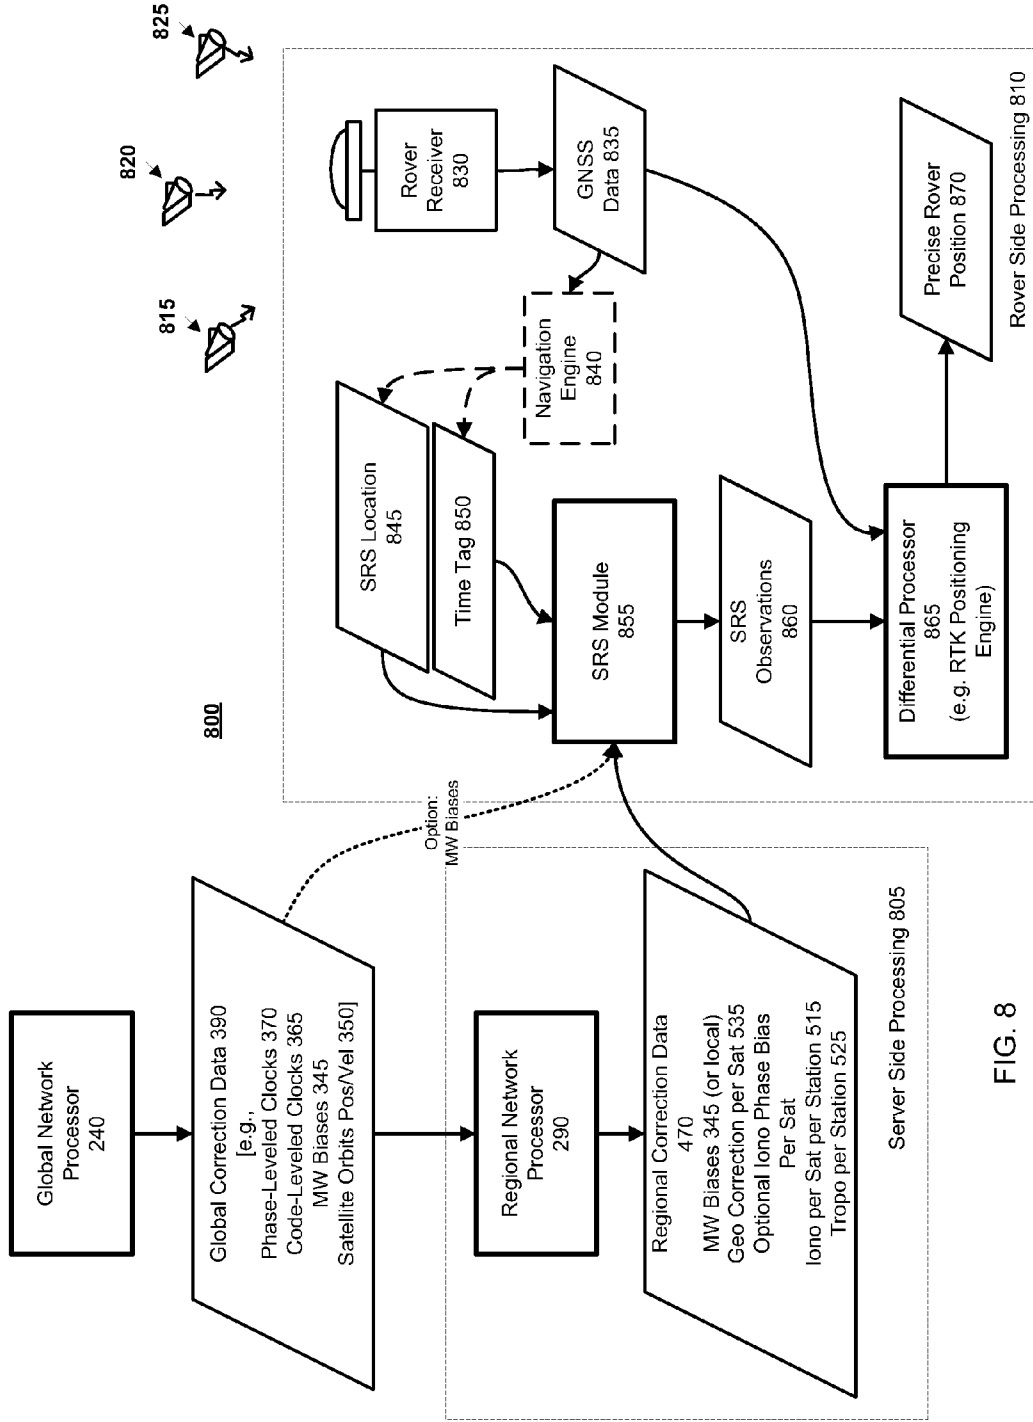 Global Network
Processor
240
Global Correction Data 390
[e.g.,
Phase-Leveled Clocks 370
Code-Leveled Clocks 365
MW Biases 345
Satellite Orbits Pos/Vel 350]
Regional Network
Processor
290
Regional Correction Data
470
MW Biases 345 (or local)
Geo Correction per Sat 535
Optional Iono Phase Bias
Per Sat
Iono per Sat per Station 515
Tropo per Station 525
Server Side Processing 805
Option:
MW Biases
800
815
820
825
SRS Location
845
Time Tag 850
SRS Module
855
SRS
Observations
860
Differential Processor
865
(e.g. RTK Positioning
Engine)
Navigation
Engine
840
Rover
Receiver
830
GNSS
Data 835
Precise Rover
Position 870
Rover Side Processing 810
FIG. 8